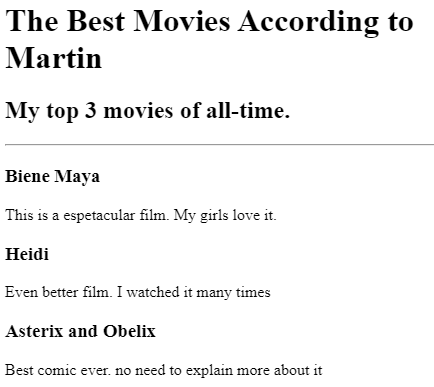 The Best Movies According to
Martin
My top 3 movies of all-time.
Biene Maya
This is a espetacular film. My girls love it.
Heidi
Even better film. I watched it many times
Asterix and Obelix
Best comic ever. no need to explain more about it